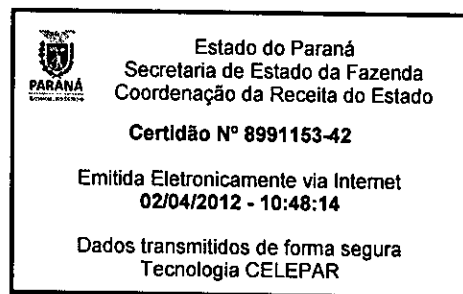 PARANÁ
Estado do Paraná
Secretaria de Estado da Fazenda
Coordenação da Receita do Estado
Certidão Nº 8991153-42
Emitida Eletronicamente via Internet
02/04/2012 - 10:48:14
Dados transmitidos de forma segura
Tecnologia CELEPAR